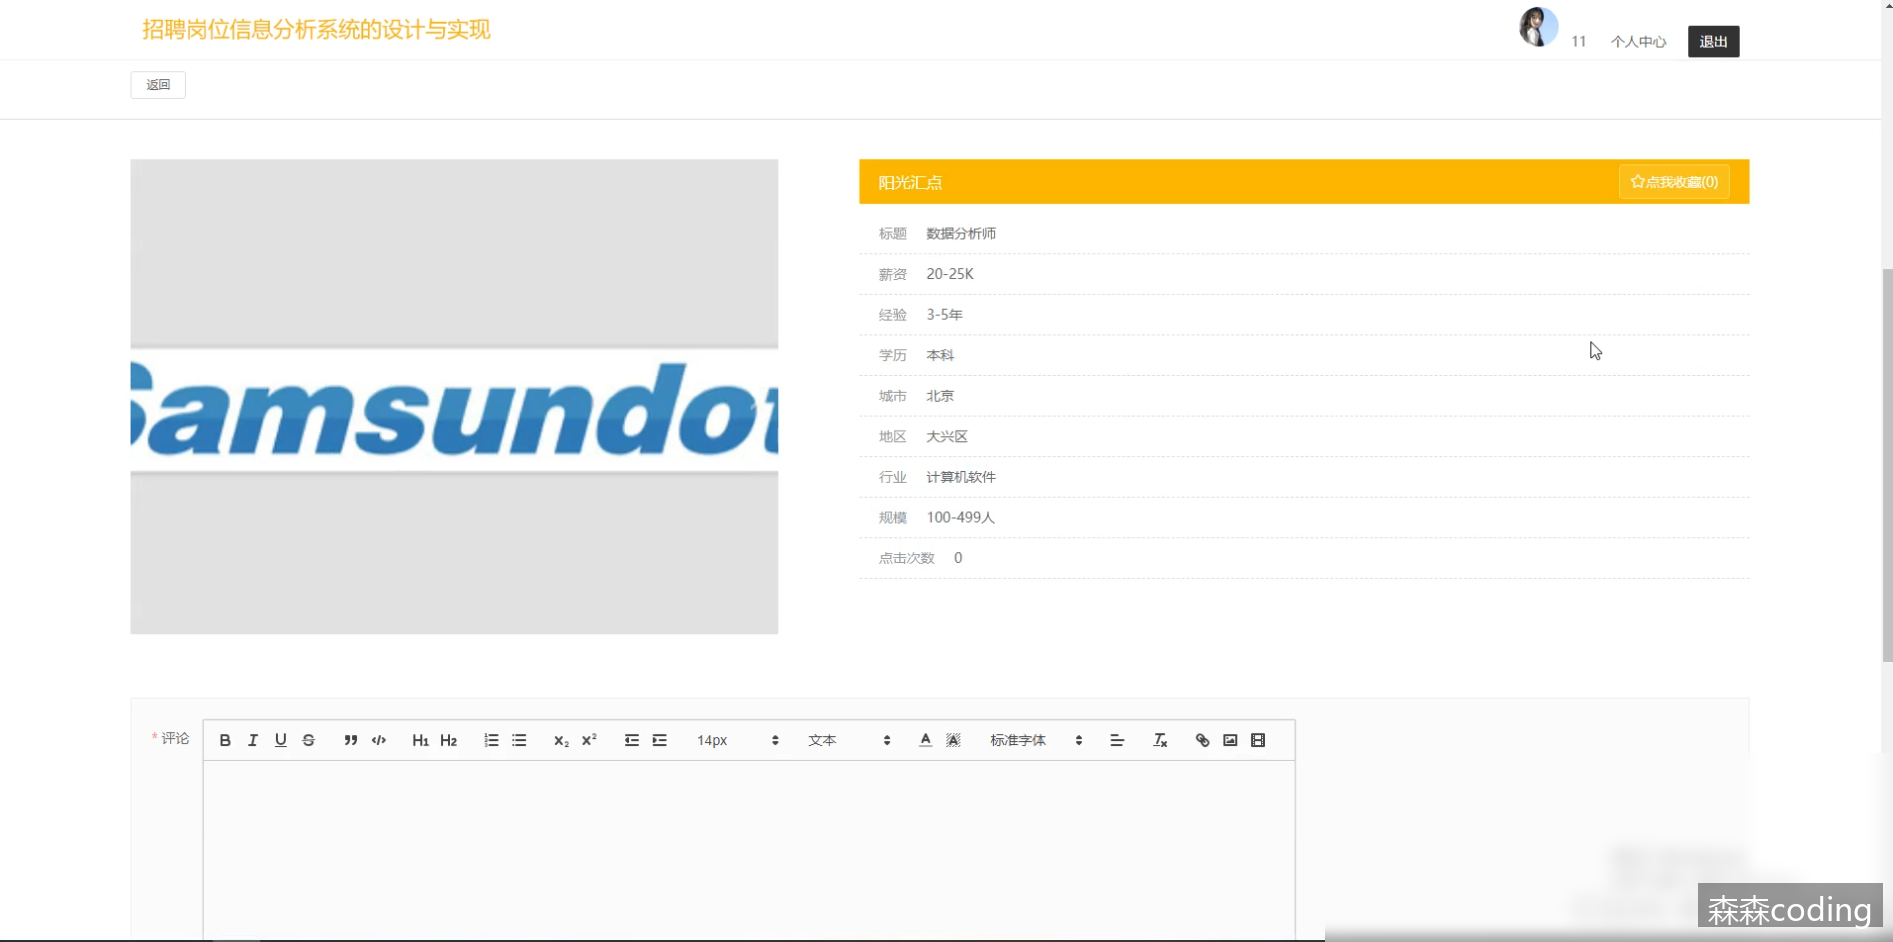 招聘岗位信息分析系统的设计与实现
11 个人中心 退出
返回
阳光汇点 点我收藏(0)
标题 数据分析师
薪资 20-25K
经验 3-5年
学历 本科
城市 北京
地区 大兴区
行业 计算机软件
规模 100-499人
点击次数 0
Samsundot
* 评论
B I U S H1 H2 x2 x2 14px 文本 A A 标准字体 Tx
森森coding